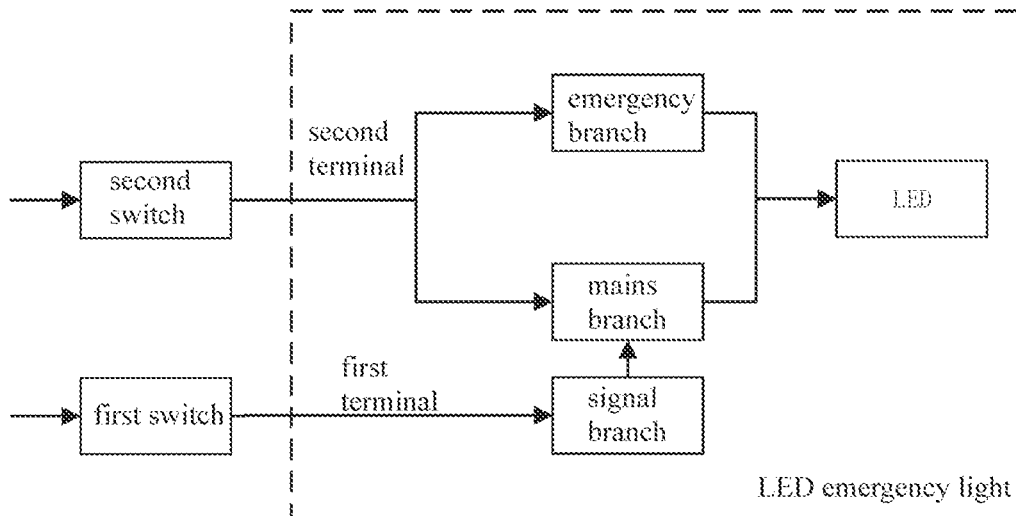 emergency
branch
second
terminal
second
switch
LED
mains
branch
first
terminal
first switch
signal
branch
LED emergency light